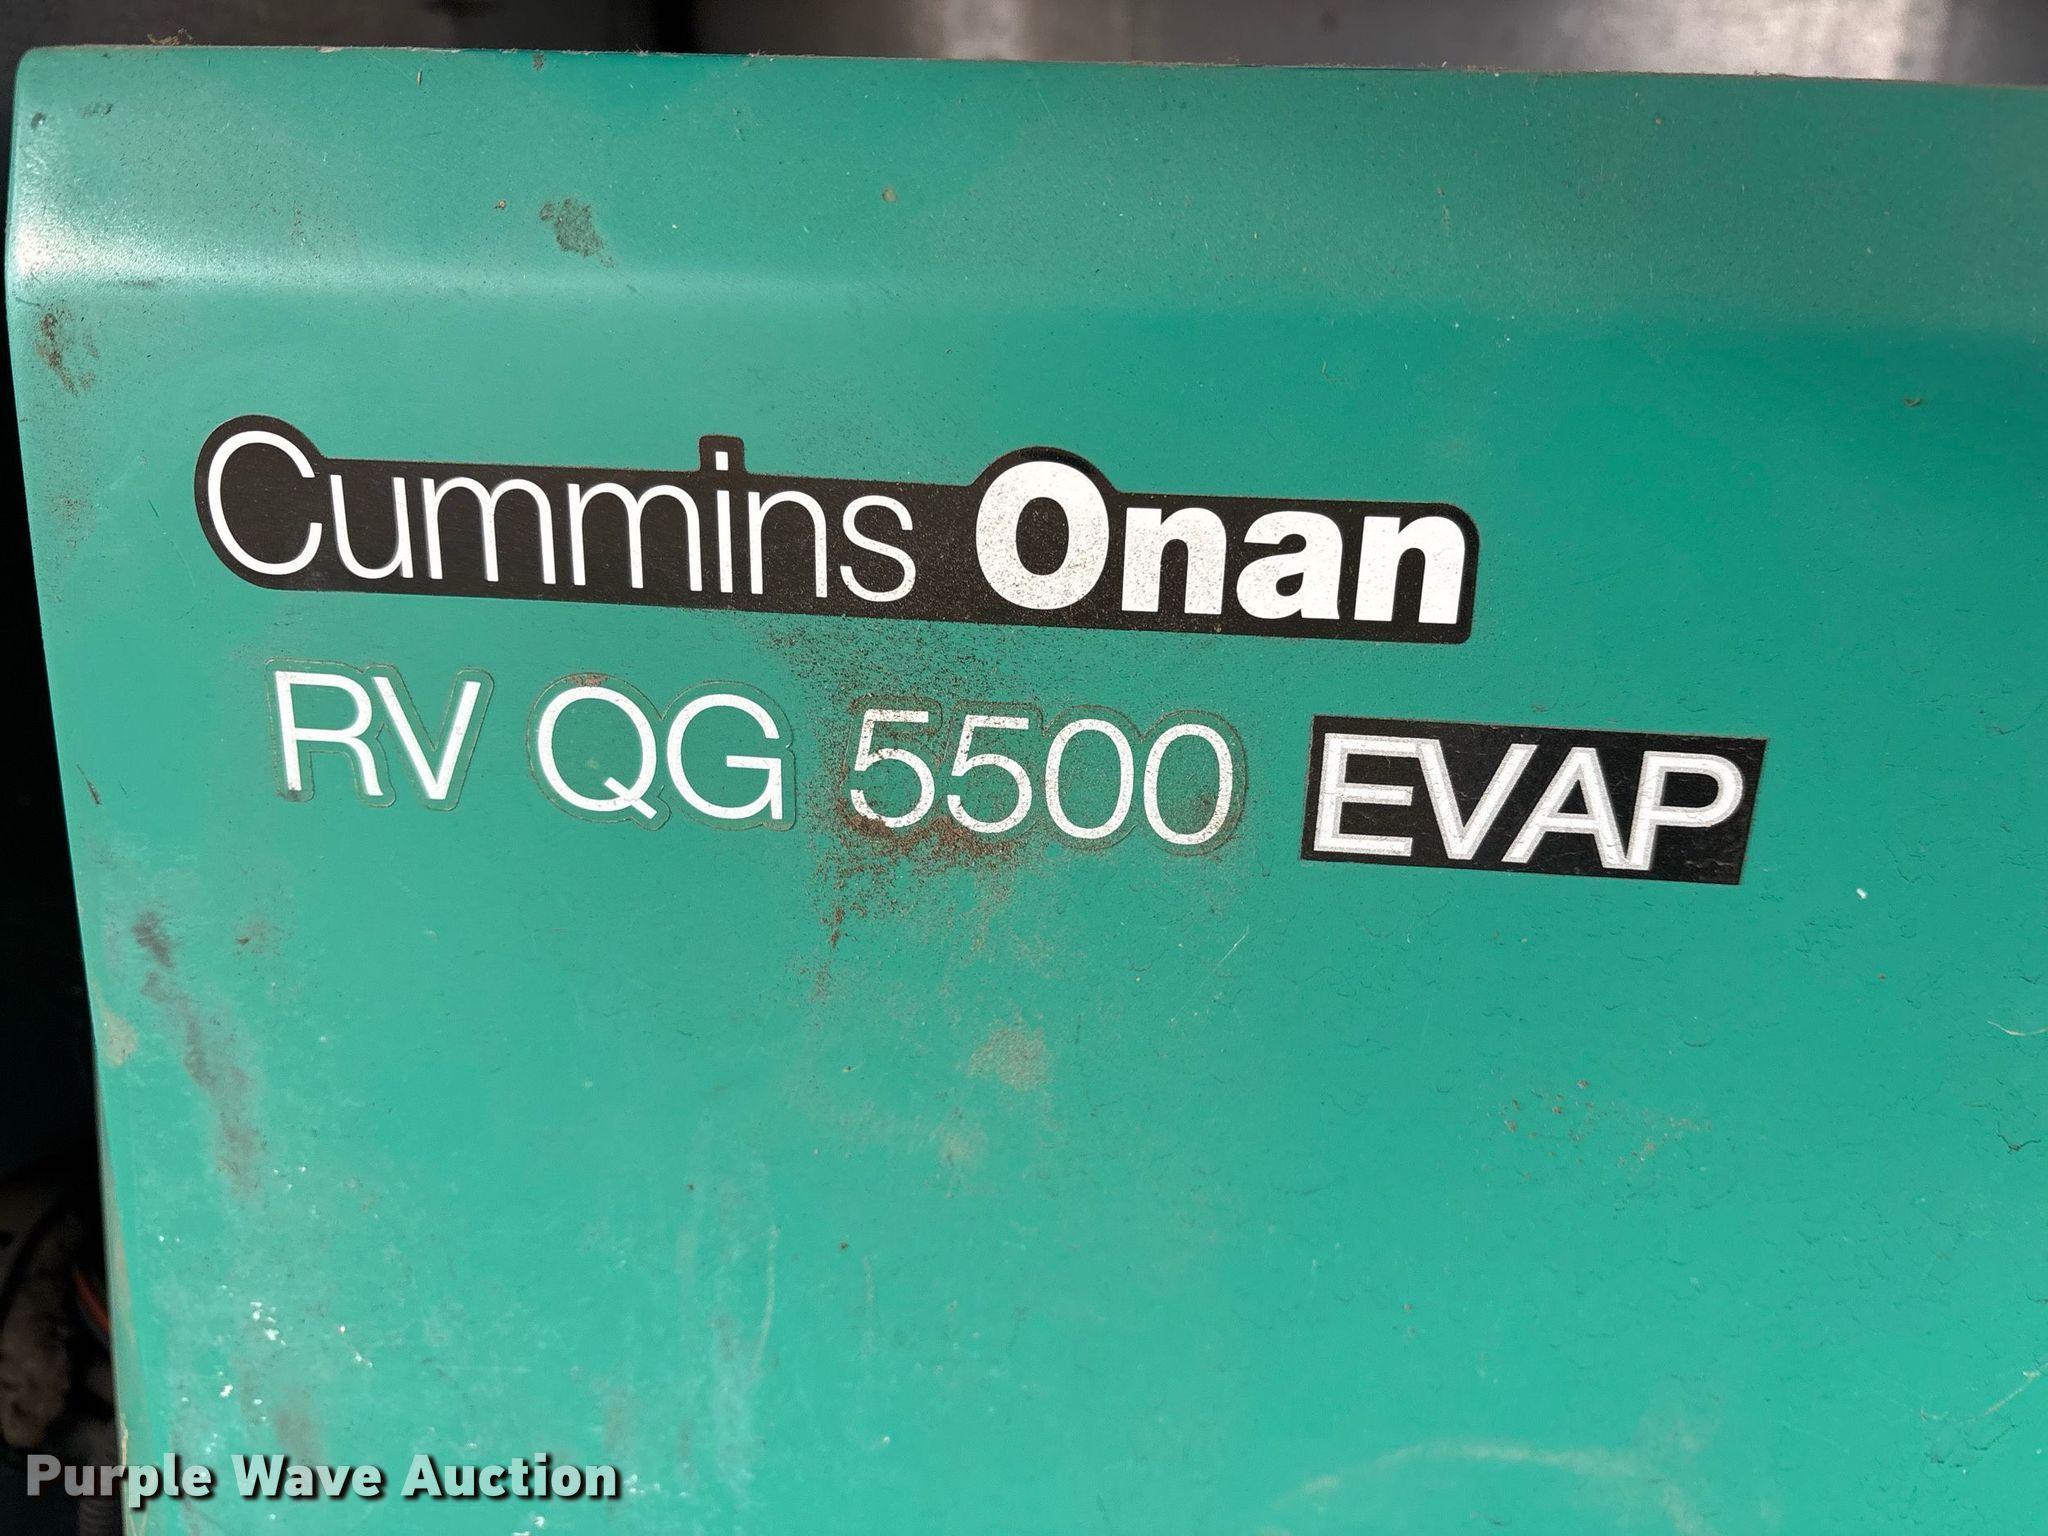 Cummins Onan
RV QG 5500 EVAP
Purple Wave Auction